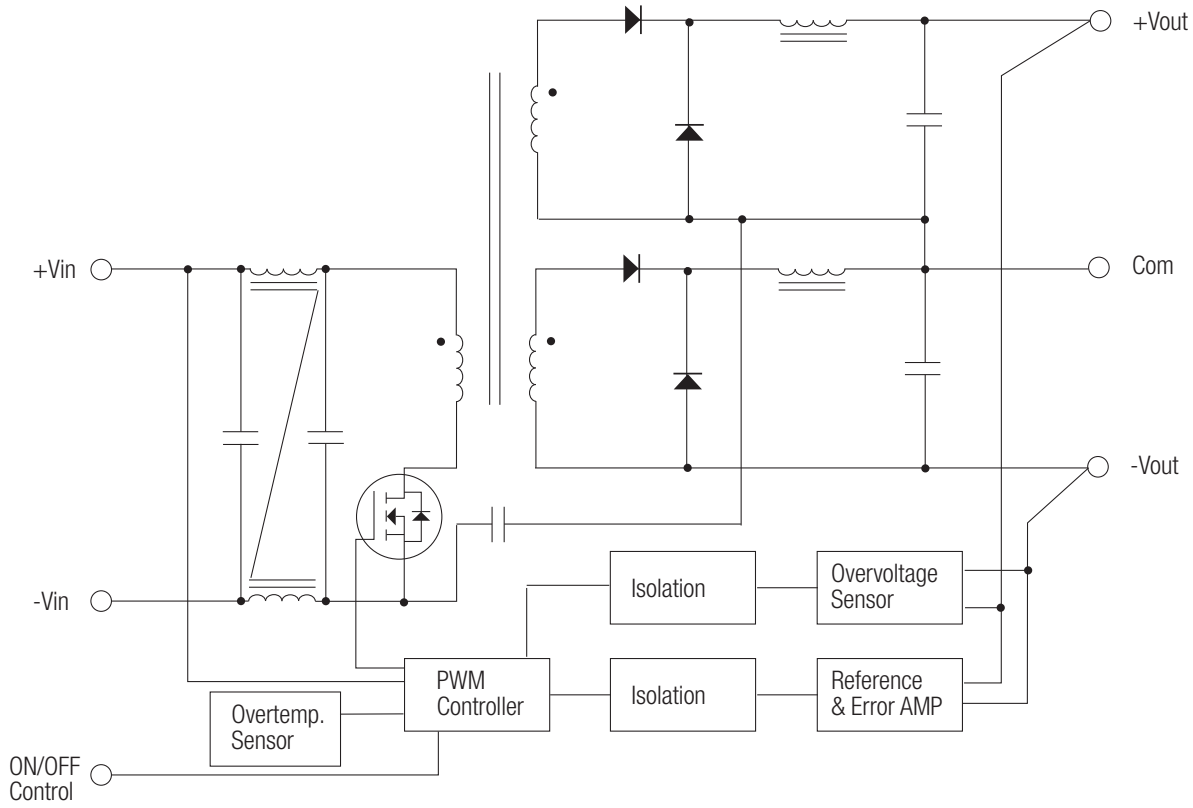 +Vout
+Vin
Com
-Vout
-Vin
Isolation
Overvoltage
Sensor
PWM
Controller
Isolation
Reference
& Error AMP
Overtemp.
Sensor
ON/OFF
Control